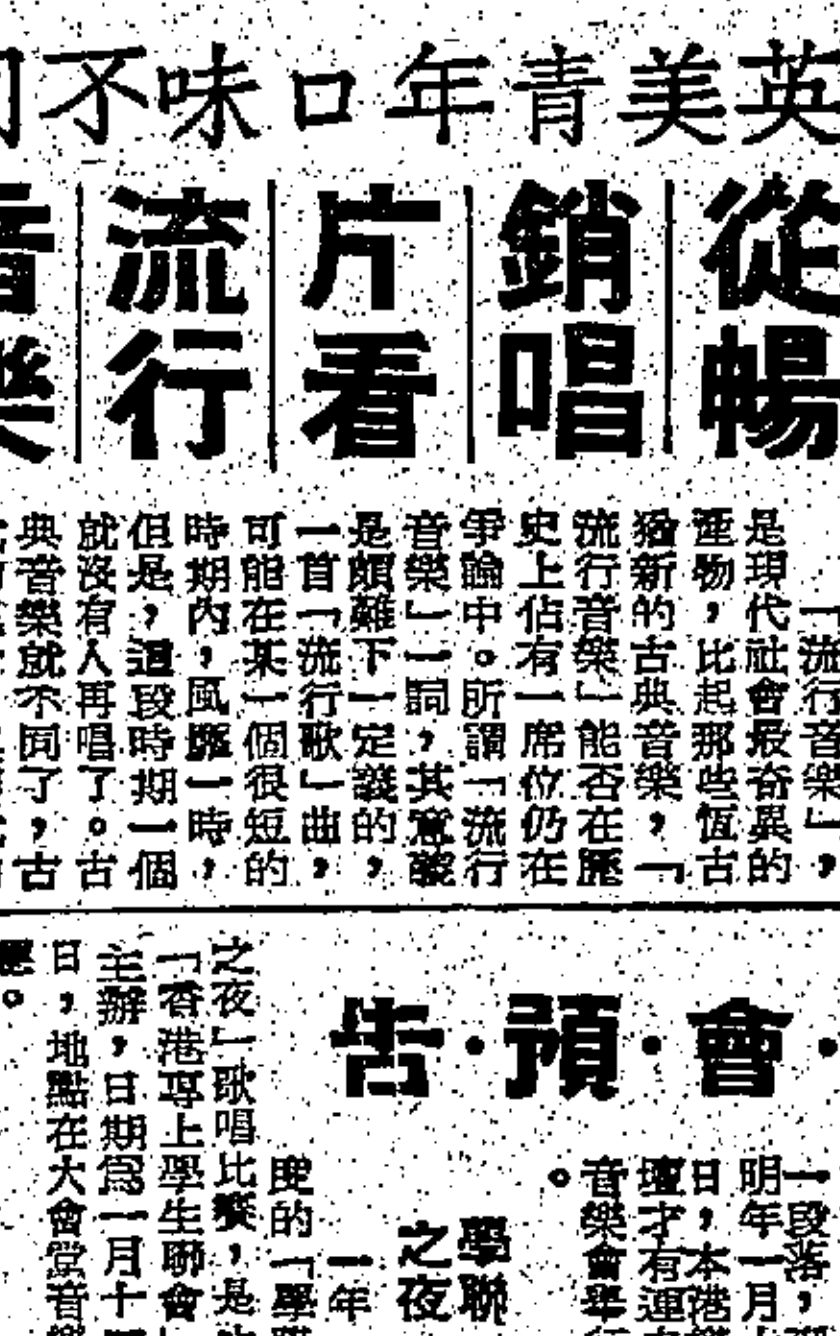 英美青年口味不
從暢
銷唱
片看
流行
音樂
「流行音樂」，
是現代社會最奇異的
產物，比起那些恆古
猶新的古典音樂，「
流行音樂」能否在歷
史上佔有一席位仍在
爭論中。所謂「流行
音樂」一詞，其意義
是頗難下一定義的，
一首「流行歌」曲，
可能在某一個很短的
時期內，風靡一時，
但是，這段時期一個
就沒有人再唱了。古
典音樂就不同了，古
會·預·告
一段落，
明年一月
日，本港
壇才有
音樂會舉行
。
學聯
之夜
一年
度的「學聯
之夜」歌唱比賽，是
「香港專上學生聯會
主辦，日期為一月十
日，地點在大會堂音